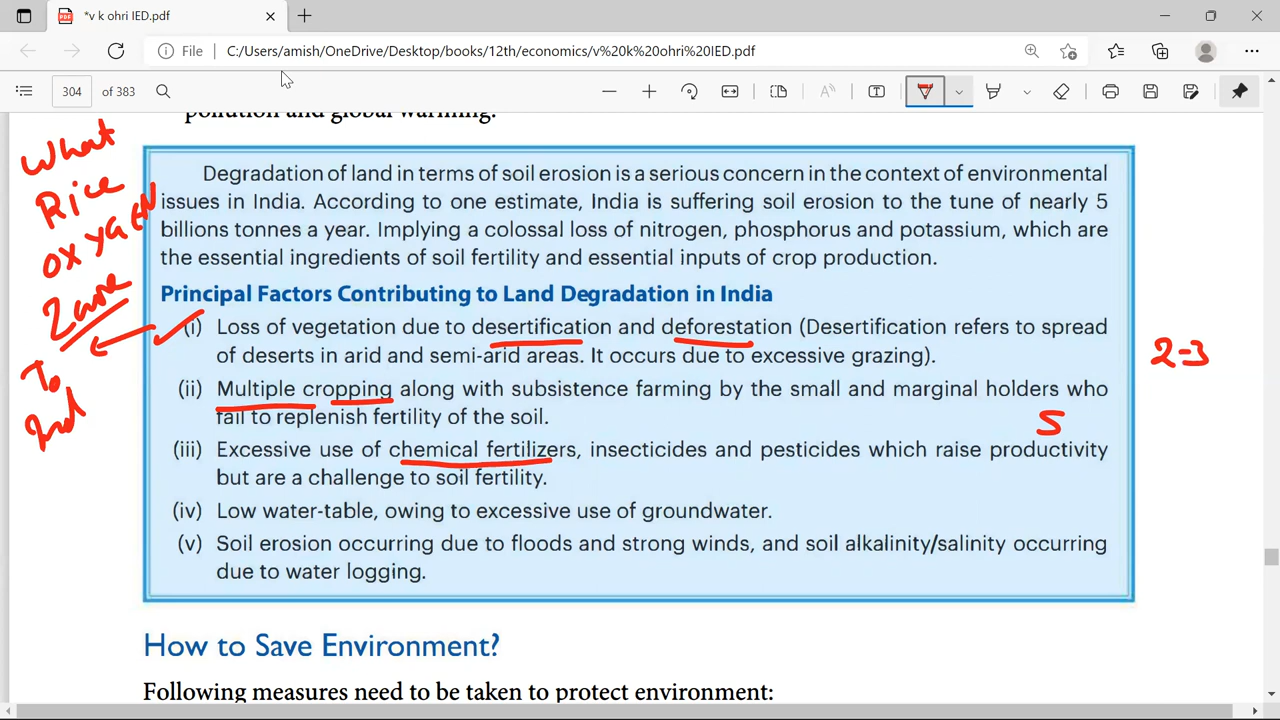 *v k ohri IED.pdf
File
C:/Users/amish/OneDrive/Desktop/books/12th/economics/v%20k%20ohri%20IED.pdf
304 of 383
pollution and global warming.
Degradation of land in terms of soil erosion is a serious concern in the context of environmental
issues in India. According to one estimate, India is suffering soil erosion to the tune of nearly 5
billions tonnes a year. Implying a colossal loss of nitrogen, phosphorus and potassium, which are
the essential ingredients of soil fertility and essential inputs of crop production.
Principal Factors Contributing to Land Degradation in India
(i) Loss of vegetation due to desertification and deforestation (Desertification refers to spread
of deserts in arid and semi-arid areas. It occurs due to excessive grazing).
(ii) Multiple cropping along with subsistence farming by the small and marginal holders who
fail to replenish fertility of the soil.
(iii) Excessive use of chemical fertilizers, insecticides and pesticides which raise productivity
but are a challenge to soil fertility.
(iv) Low water-table, owing to excessive use of groundwater.
(v) Soil erosion occurring due to floods and strong winds, and soil alkalinity/salinity occurring
due to water logging.
How to Save Environment?
Following measures need to be taken to protect environment:
What
Rice
OXYGEN
To
2-3
5